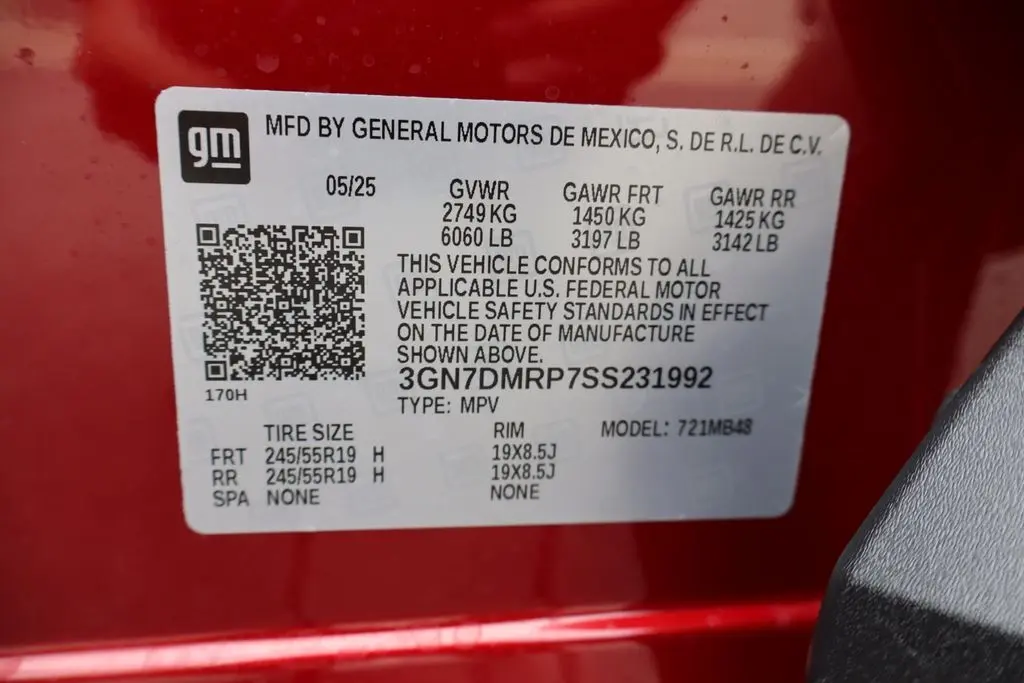 gm
MFD BY GENERAL MOTORS DE MEXICO, S. DE R.L. DE C.V.
05/25 GVWR GAWR FRT GAWR RR
2749 KG 1450 KG 1425 KG
6060 LB 3197 LB 3142 LB
THIS VEHICLE CONFORMS TO ALL
APPLICABLE U.S. FEDERAL MOTOR
VEHICLE SAFETY STANDARDS IN EFFECT
ON THE DATE OF MANUFACTURE
SHOWN ABOVE.
3GN7DMRP7SS231992
170H
TYPE: MPV
TIRE SIZE RIM MODEL: 721MB48
FRT 245/55R19 H 19X8.5J
RR 245/55R19 H 19X8.5J
SPA NONE NONE